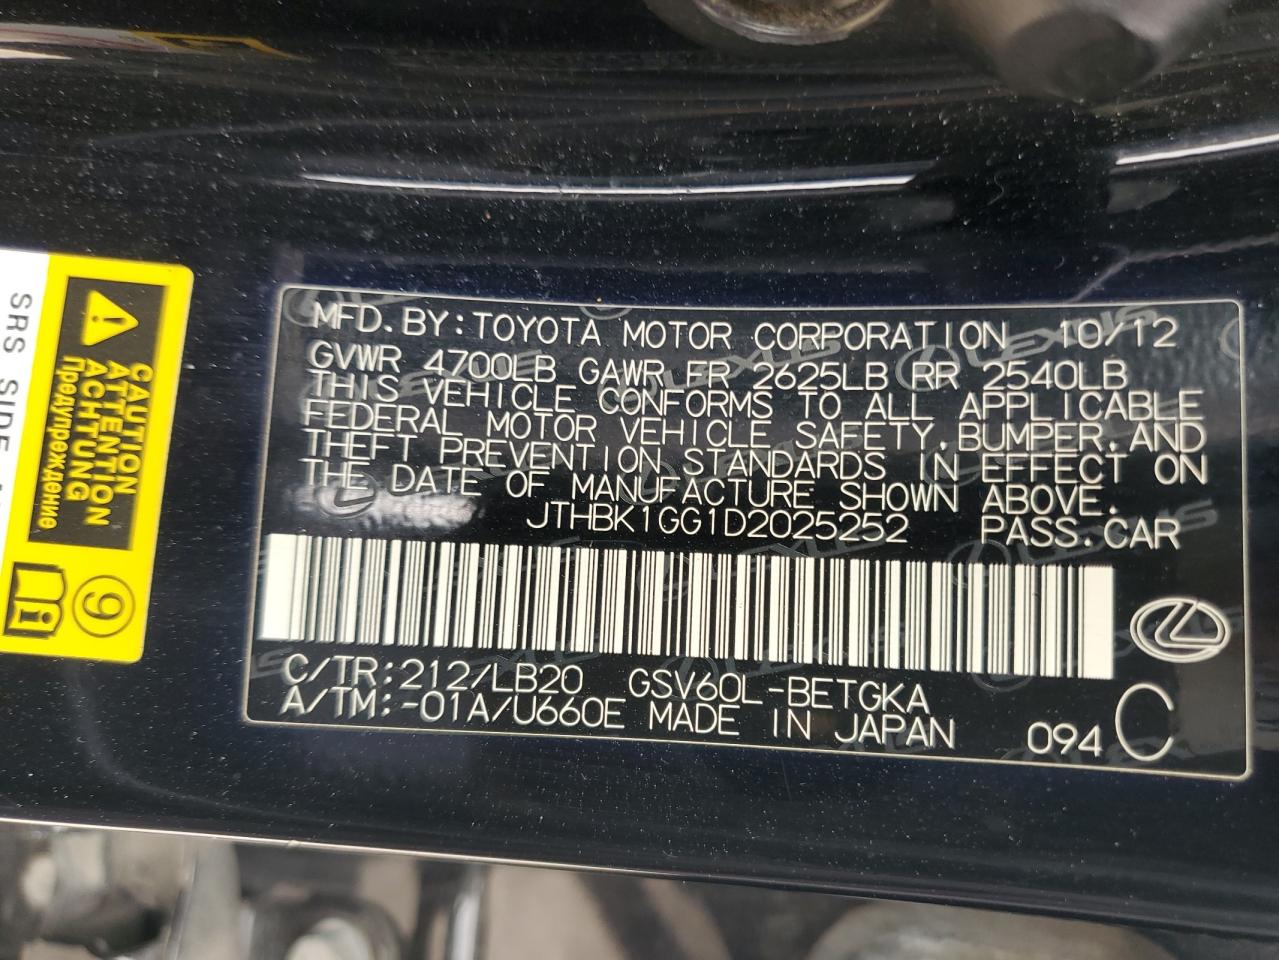 MFD.BY:TOYOTA MOTOR CORPORATION 10/12
GVWR 4700LB GAWR FR 2625LB RR 2540LB
THIS VEHICLE CONFORMS TO ALL APPLICABLE
FEDERAL MOTOR VEHICLE SAFETY,BUMPER,AND
THEFT PREVENTION STANDARDS IN EFFECT ON
THE DATE OF MANUFACTURE SHOWN ABOVE.
JTHBK1GG1D2025252 PASS.CAR
C/TR:212/LB20 GSV60L-BETGKA
A/TM:-01A/U660E MADE IN JAPAN
094 C
CAUTION
ATTENTION
ACHTUNG
Предупреждение
9
SRS SIDE